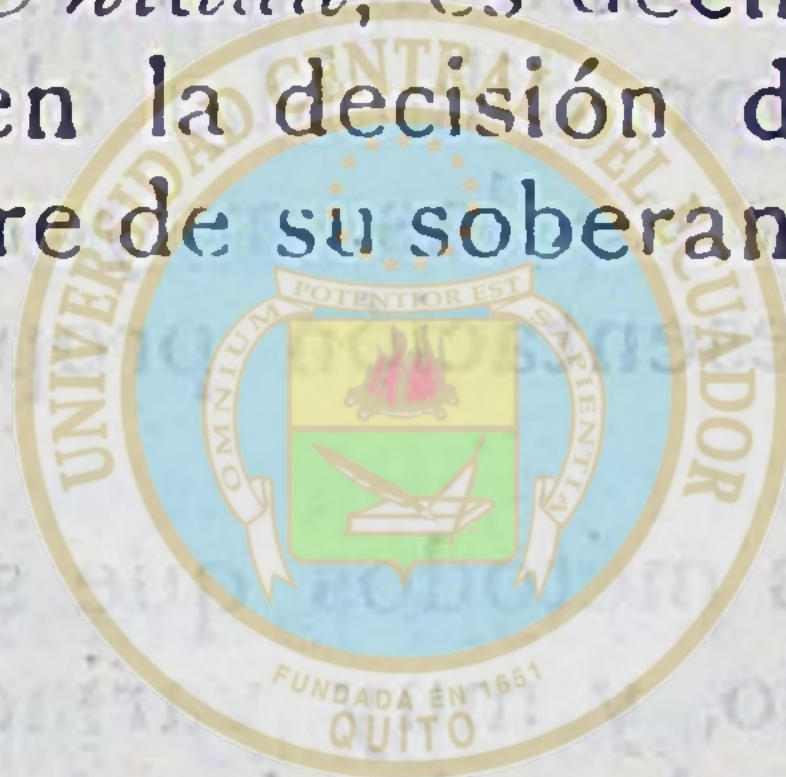 es decir
en la decisión d
re de su soberan
UNIVERSIDAD CENTRAL DEL ECUADOR
OMNIUM POTENTIOR EST SAPIENTIA
FUNDADA EN 1651
QUITO